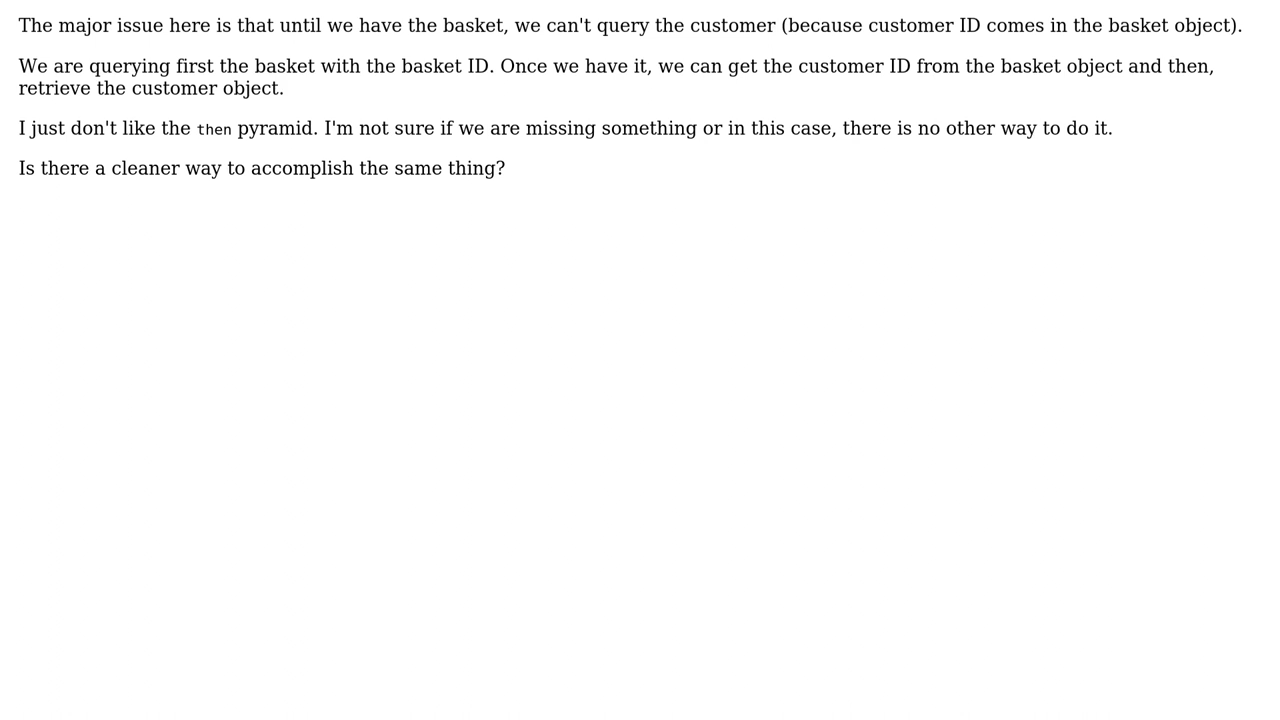 The major issue here is that until we have the basket, we can't query the customer (because customer ID comes in the basket object).
We are querying first the basket with the basket ID. Once we have it, we can get the customer ID from the basket object and then,
retrieve the customer object.
I just don't like the then pyramid. I'm not sure if we are missing something or in this case, there is no other way to do it.
Is there a cleaner way to accomplish the same thing?